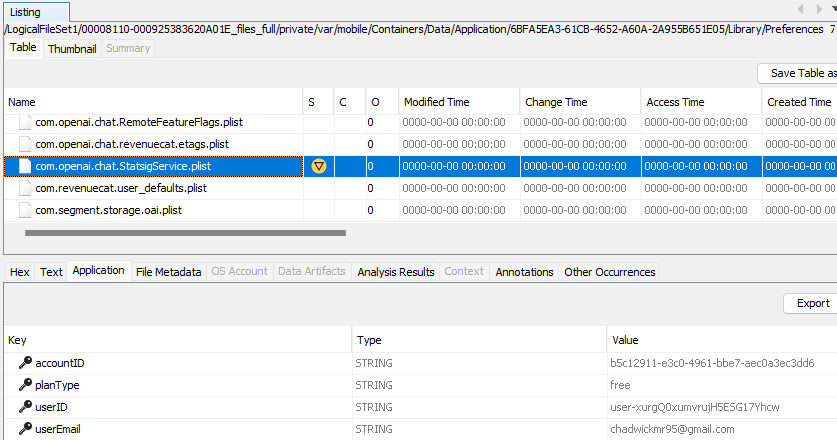 Listing
/LogicalFileSet1/00008110-000925383620A01E_files_full/private/var/mobile/Containers/Data/Application/6BFA5EA3-61CB-4652-A60A-2A955B651E05/Library/Preferences 7
Table Thumbnail Summary
Save Table as
Name S C O Modified Time Change Time Access Time Created Time
com.openai.chat.RemoteFeatureFlags.plist 0 0000-00-00 00:00:00 0000-00-00 00:00:00 0000-00-00 00:00:00 0000-00-00 00:00
com.openai.chat.revenuecat.etags.plist 0 0000-00-00 00:00:00 0000-00-00 00:00:00 0000-00-00 00:00:00 0000-00-00 00:00
com.openai.chat.StatsigService.plist 0 0000-00-00 00:00:00 0000-00-00 00:00:00 0000-00-00 00:00:00 0000-00-00 00:00
com.revenuecat.user_defaults.plist 0 0000-00-00 00:00:00 0000-00-00 00:00:00 0000-00-00 00:00:00 0000-00-00 00:00
com.segment.storage.oai.plist 0 0000-00-00 00:00:00 0000-00-00 00:00:00 0000-00-00 00:00:00 0000-00-00 00:00
Hex Text Application File Metadata OS Account Data Artifacts Analysis Results Context Annotations Other Occurrences
Export
Key Type Value
accountID STRING b5c12911-e3c0-4961-bbe7-aec0a3ec3dd6
planType STRING free
userID STRING user-xurgQ0xumvrujH5ESG17Yhcw
userEmail STRING chadwickmr95@gmail.com